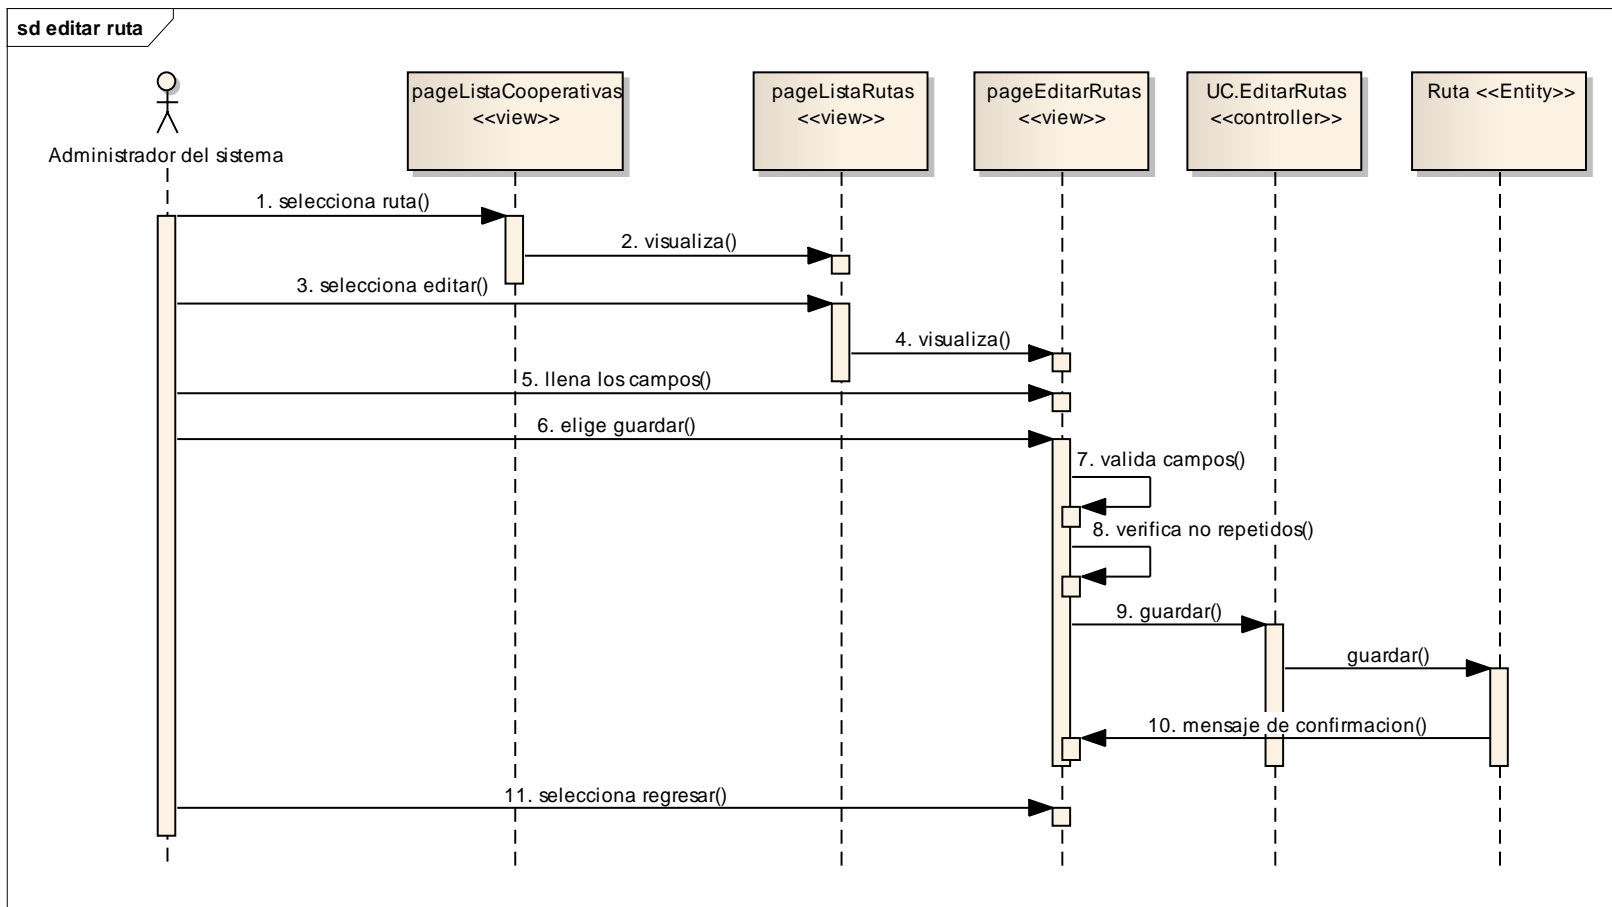 sd editar ruta
Administrador del sistema
pageListaCooperativas
<<view>>
pageListaRutas
<<view>>
pageEditarRutas
<<view>>
UC.EditarRutas
<<controller>>
Ruta <<Entity>>
1. selecciona ruta()
2. visualiza()
3. selecciona editar()
4. visualiza()
5. llena los campos()
6. elige guardar()
7. valida campos()
8. verifica no repetidos()
9. guardar()
guardar()
10. mensaje de confirmacion()
11. selecciona regresar()